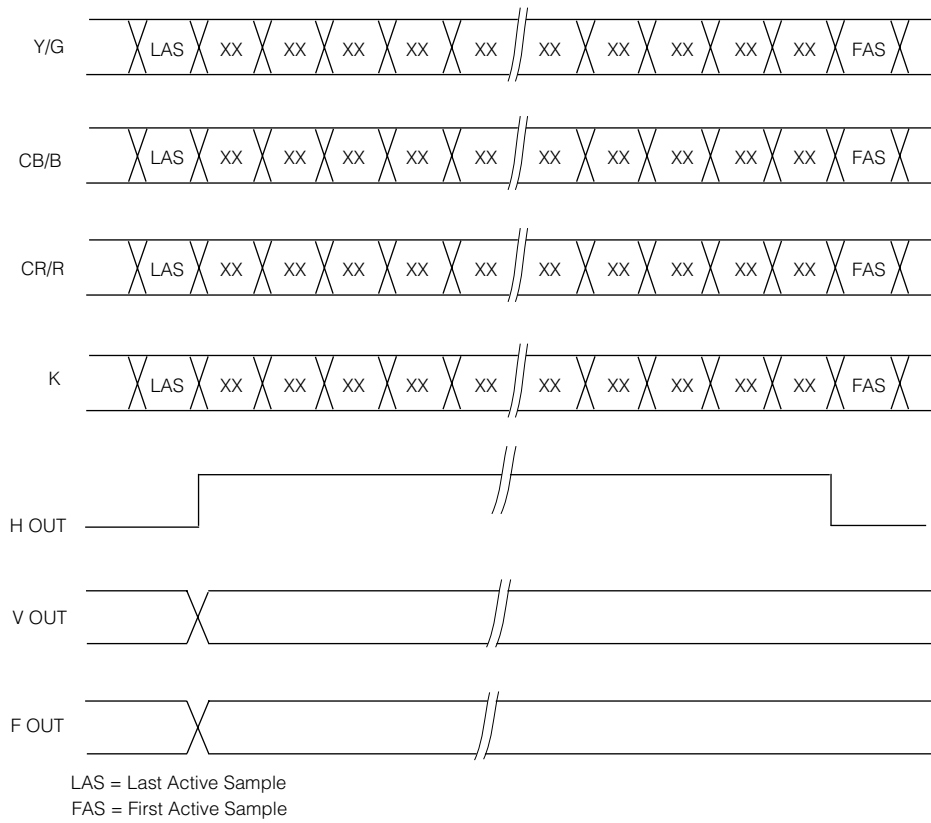 Y/G LAS XX XX XX XX XX XX XX XX XX XX FAS
CB/B LAS XX XX XX XX XX XX XX XX XX XX FAS
CR/R LAS XX XX XX XX XX XX XX XX XX XX FAS
K LAS XX XX XX XX XX XX XX XX XX XX FAS
H OUT
V OUT
F OUT
LAS = Last Active Sample
FAS = First Active Sample